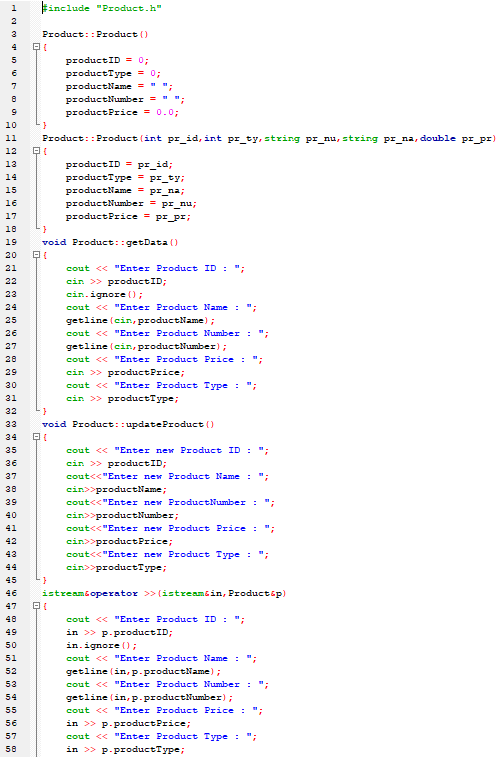 1 #include "Product.h"
2
3 Product::Product()
4 {
5 productID = 0;
6 productType = 0;
7 productName = " ";
8 productNumber = " ";
9 productPrice = 0.0;
10 }
11 Product::Product(int pr_id,int pr_ty,string pr_nu,string pr_na,double pr_pr)
12 {
13 productID = pr_id;
14 productType = pr_ty;
15 productName = pr_na;
16 productNumber = pr_nu;
17 productPrice = pr_pr;
18 }
19 void Product::getData()
20 {
21 cout << "Enter Product ID : ";
22 cin >> productID;
23 cin.ignore();
24 cout << "Enter Product Name : ";
25 getline(cin,productName);
26 cout << "Enter Product Number : ";
27 getline(cin,productNumber);
28 cout << "Enter Product Price : ";
29 cin >> productPrice;
30 cout << "Enter Product Type : ";
31 cin >> productType;
32 }
33 void Product::updateProduct()
34 {
35 cout << "Enter new Product ID : ";
36 cin >> productID;
37 cout<<"Enter new Product Name : ";
38 cin>>productName;
39 cout<<"Enter new ProductNumber : ";
40 cin>>productNumber;
41 cout<<"Enter new Product Price : ";
42 cin>>productPrice;
43 cout<<"Enter new Product Type : ";
44 cin>>productType;
45 }
46 istream&operator >>(istream&in,Product&p)
47 {
48 cout << "Enter Product ID : ";
49 in >> p.productID;
50 in.ignore();
51 cout << "Enter Product Name : ";
52 getline(in,p.productName);
53 cout << "Enter Product Number : ";
54 getline(in,p.productNumber);
55 cout << "Enter Product Price : ";
56 in >> p.productPrice;
57 cout << "Enter Product Type : ";
58 in >> p.productType;